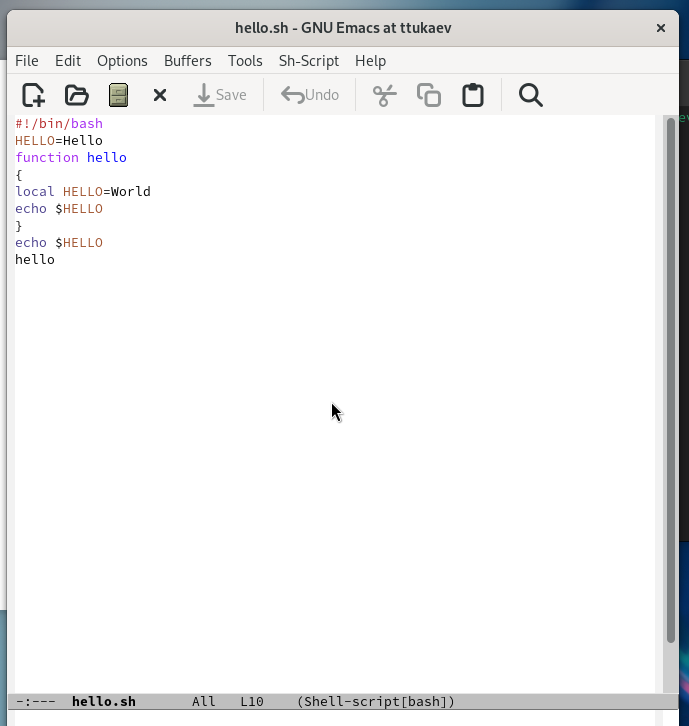 hello.sh - GNU Emacs at ttukaev
File Edit Options Buffers Tools Sh-Script Help
Save Undo
#!/bin/bash
HELLO=Hello
function hello
{
local HELLO=World
echo $HELLO
}
echo $HELLO
hello
-:--- hello.sh All L10 (Shell-script[bash])